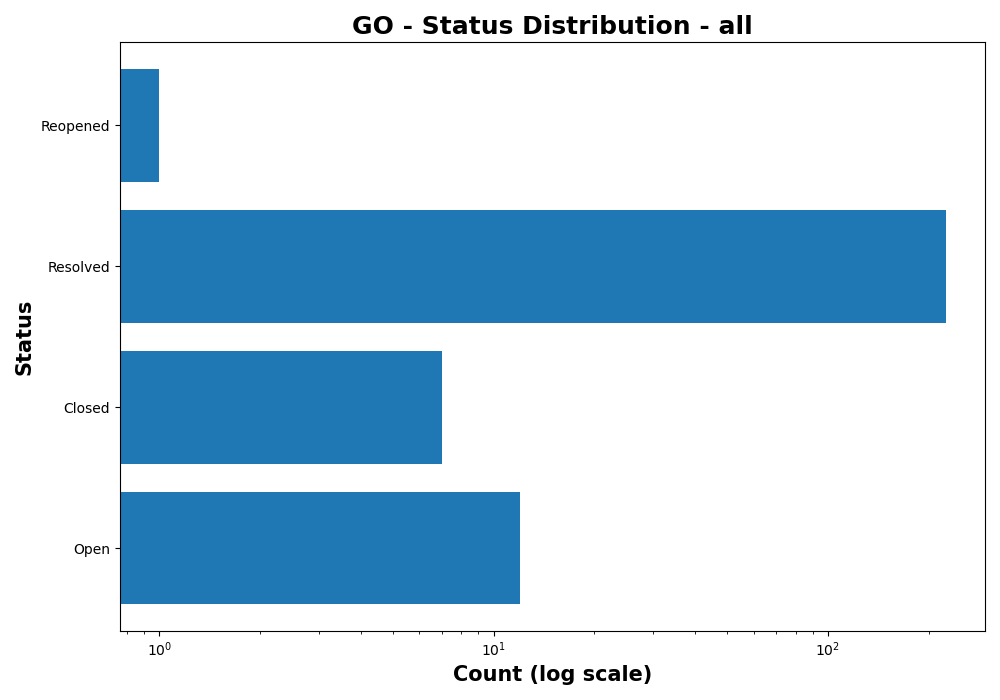 GO - Status Distribution - all
Reopened
Resolved
Closed
Open
Status
10⁰
10¹
10²
Count (log scale)